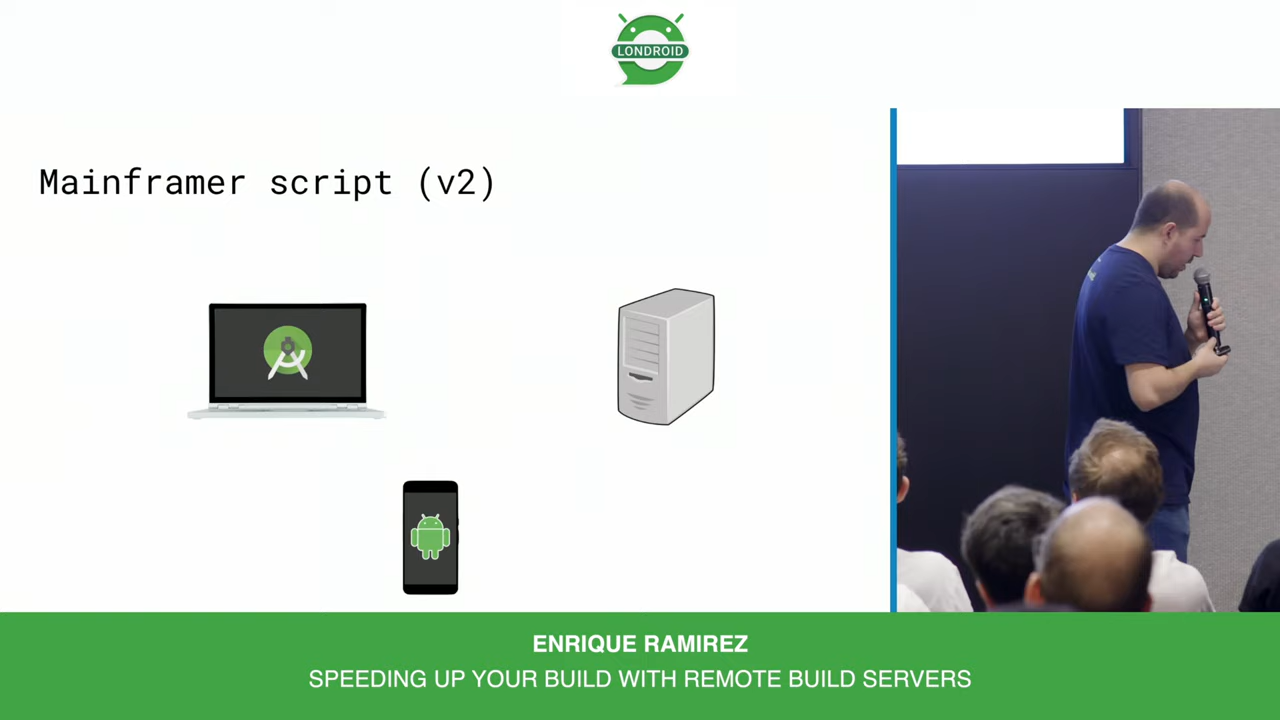 LONDROID
Mainframer script (v2)
ENRIQUE RAMIREZ
SPEEDING UP YOUR BUILD WITH REMOTE BUILD SERVERS